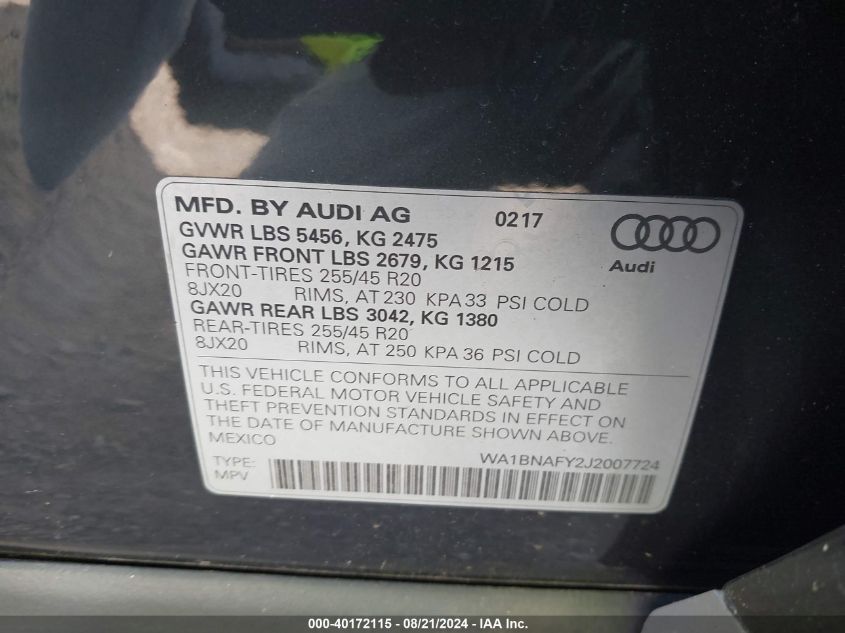 MFD. BY AUDI AG 0217
GVWR LBS 5456, KG 2475
GAWR FRONT LBS 2679, KG 1215
FRONT-TIRES 255/45 R20
8JX20 RIMS, AT 230 KPA 33 PSI COLD
GAWR REAR LBS 3042, KG 1380
REAR-TIRES 255/45 R20
8JX20 RIMS, AT 250 KPA 36 PSI COLD
Audi
THIS VEHICLE CONFORMS TO ALL APPLICABLE
U.S. FEDERAL MOTOR VEHICLE SAFETY AND
THEFT PREVENTION STANDARDS IN EFFECT ON
THE DATE OF MANUFACTURE SHOWN ABOVE.
MEXICO
WA1BNAFY2J2007724
TYPE:
MPV
000-40172115 - 08/21/2024 - IAA Inc.